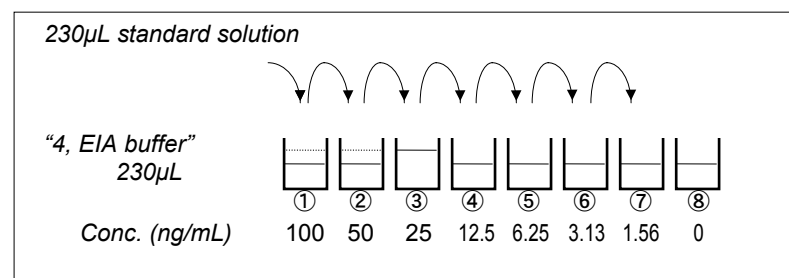 230µL standard solution
“4, EIA buffer”
230µL
① ② ③ ④ ⑤ ⑥ ⑦ ⑧
Conc. (ng/mL) 100 50 25 12.5 6.25 3.13 1.56 0